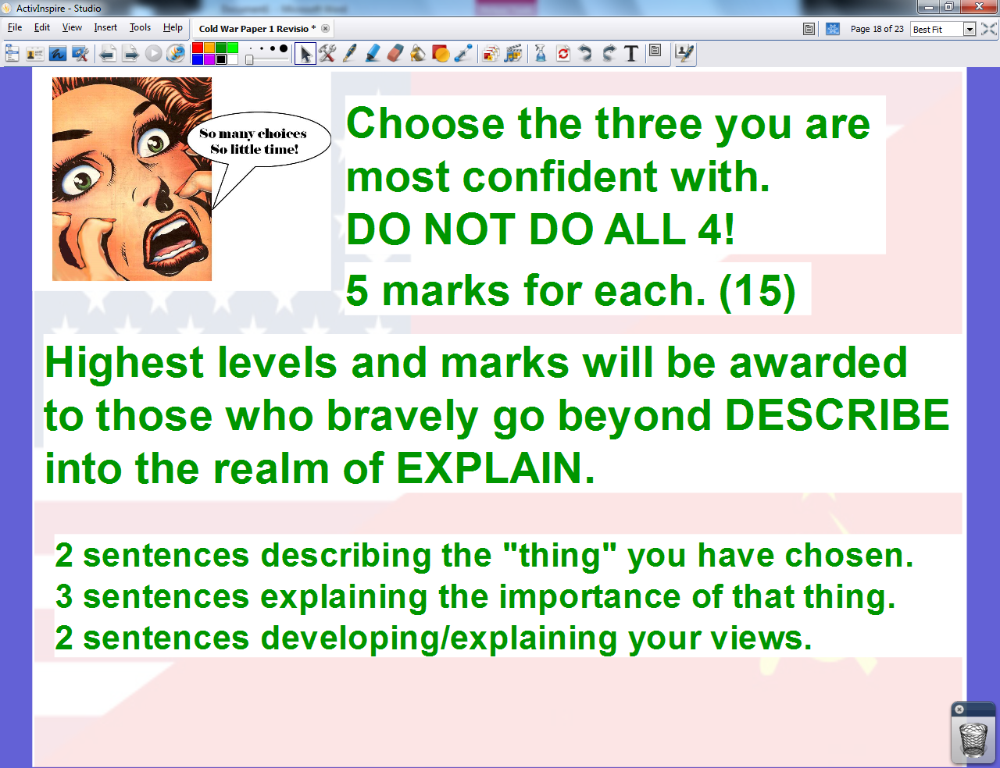 ActivInspire - Studio
File Edit View Insert Tools Help
Cold War Paper 1 Revisio *
Page 18 of 23
Best Fit
So many choices
So little time!
Choose the three you are
most confident with.
DO NOT DO ALL 4!
5 marks for each. (15)
Highest levels and marks will be awarded
to those who bravely go beyond DESCRIBE
into the realm of EXPLAIN.
2 sentences describing the "thing" you have chosen.
3 sentences explaining the importance of that thing.
2 sentences developing/explaining your views.